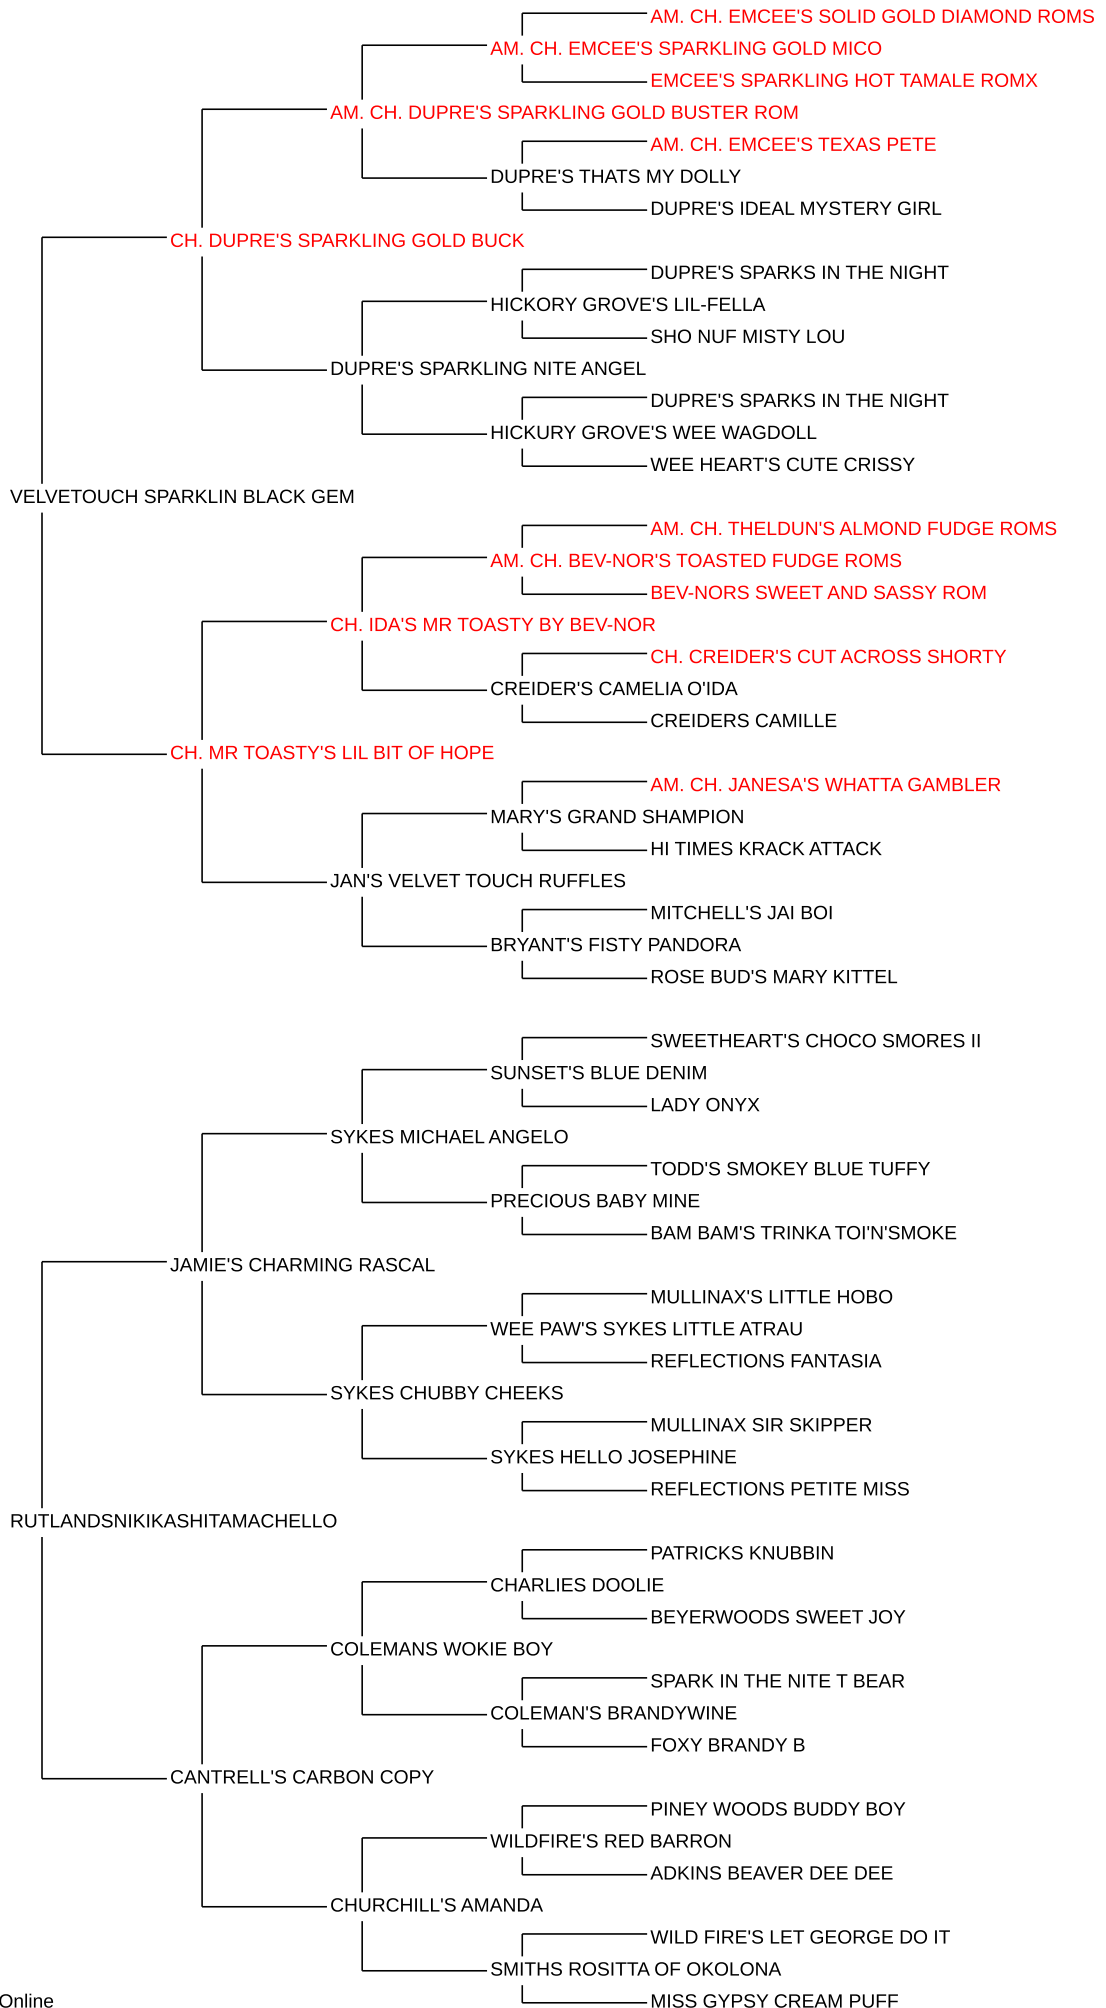 AM. CH. EMCEE'S SOLID GOLD DIAMOND ROMS
AM. CH. EMCEE'S SPARKLING GOLD MICO
EMCEE'S SPARKLING HOT TAMALE ROMX
AM. CH. DUPRE'S SPARKLING GOLD BUSTER ROM
AM. CH. EMCEE'S TEXAS PETE
DUPRE'S THATS MY DOLLY
DUPRE'S IDEAL MYSTERY GIRL
CH. DUPRE'S SPARKLING GOLD BUCK
DUPRE'S SPARKS IN THE NIGHT
HICKORY GROVE'S LIL-FELLA
SHO NUF MISTY LOU
DUPRE'S SPARKLING NITE ANGEL
DUPRE'S SPARKS IN THE NIGHT
HICKURY GROVE'S WEE WAGDOLL
WEE HEART'S CUTE CRISSY
VELVETOUCH SPARKLIN BLACK GEM
AM. CH. THELDUN'S ALMOND FUDGE ROMS
AM. CH. BEV-NOR'S TOASTED FUDGE ROMS
BEV-NORS SWEET AND SASSY ROM
CH. IDA'S MR TOASTY BY BEV-NOR
CH. CREIDER'S CUT ACROSS SHORTY
CREIDER'S CAMELIA O'IDA
CREIDERS CAMILLE
CH. MR TOASTY'S LIL BIT OF HOPE
AM. CH. JANESA'S WHATTA GAMBLER
MARY'S GRAND SHAMPION
HI TIMES KRACK ATTACK
JAN'S VELVET TOUCH RUFFLES
MITCHELL'S JAI BOI
BRYANT'S FISTY PANDORA
ROSE BUD'S MARY KITTEL
SWEETHEART'S CHOCO SMORES II
SUNSET'S BLUE DENIM
LADY ONYX
SYKES MICHAEL ANGELO
TODD'S SMOKEY BLUE TUFFY
PRECIOUS BABY MINE
BAM BAM'S TRINKA TOI'N'SMOKE
JAMIE'S CHARMING RASCAL
MULLINAX'S LITTLE HOBO
WEE PAW'S SYKES LITTLE ATRAU
REFLECTIONS FANTASIA
SYKES CHUBBY CHEEKS
MULLINAX SIR SKIPPER
SYKES HELLO JOSEPHINE
REFLECTIONS PETITE MISS
RUTLANDSNIKIKASHITAMACHELLO
PATRICKS KNUBBIN
CHARLIES DOOLIE
BEYERWOODS SWEET JOY
COLEMANS WOKIE BOY
SPARK IN THE NITE T BEAR
COLEMAN'S BRANDYWINE
FOXY BRANDY B
CANTRELL'S CARBON COPY
PINEY WOODS BUDDY BOY
WILDFIRE'S RED BARRON
ADKINS BEAVER DEE DEE
CHURCHILL'S AMANDA
WILD FIRE'S LET GEORGE DO IT
SMITHS ROSITTA OF OKOLONA
MISS GYPSY CREAM PUFF
Online